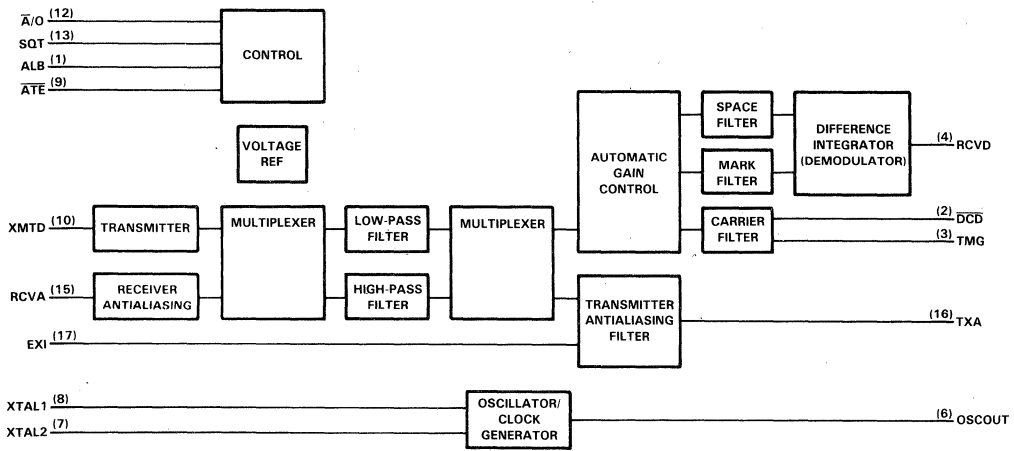 A̅/O (12)
SQT (13)
ALB (1)
A̅T̅E̅ (9)
CONTROL
VOLTAGE
REF
XMTD (10)
TRANSMITTER
RCVA (15)
RECEIVER
ANTIALIASING
EXI (17)
MULTIPLEXER
LOW-PASS
FILTER
HIGH-PASS
FILTER
MULTIPLEXER
AUTOMATIC
GAIN
CONTROL
SPACE
FILTER
MARK
FILTER
CARRIER
FILTER
DIFFERENCE
INTEGRATOR
(DEMODULATOR)
(4) RCVD
(2) D̅C̅D̅
(3) TMG
TRANSMITTER
ANTIALIASING
FILTER
(16) TXA
XTAL1 (8)
XTAL2 (7)
OSCILLATOR/
CLOCK
GENERATOR
(6) OSCOUT